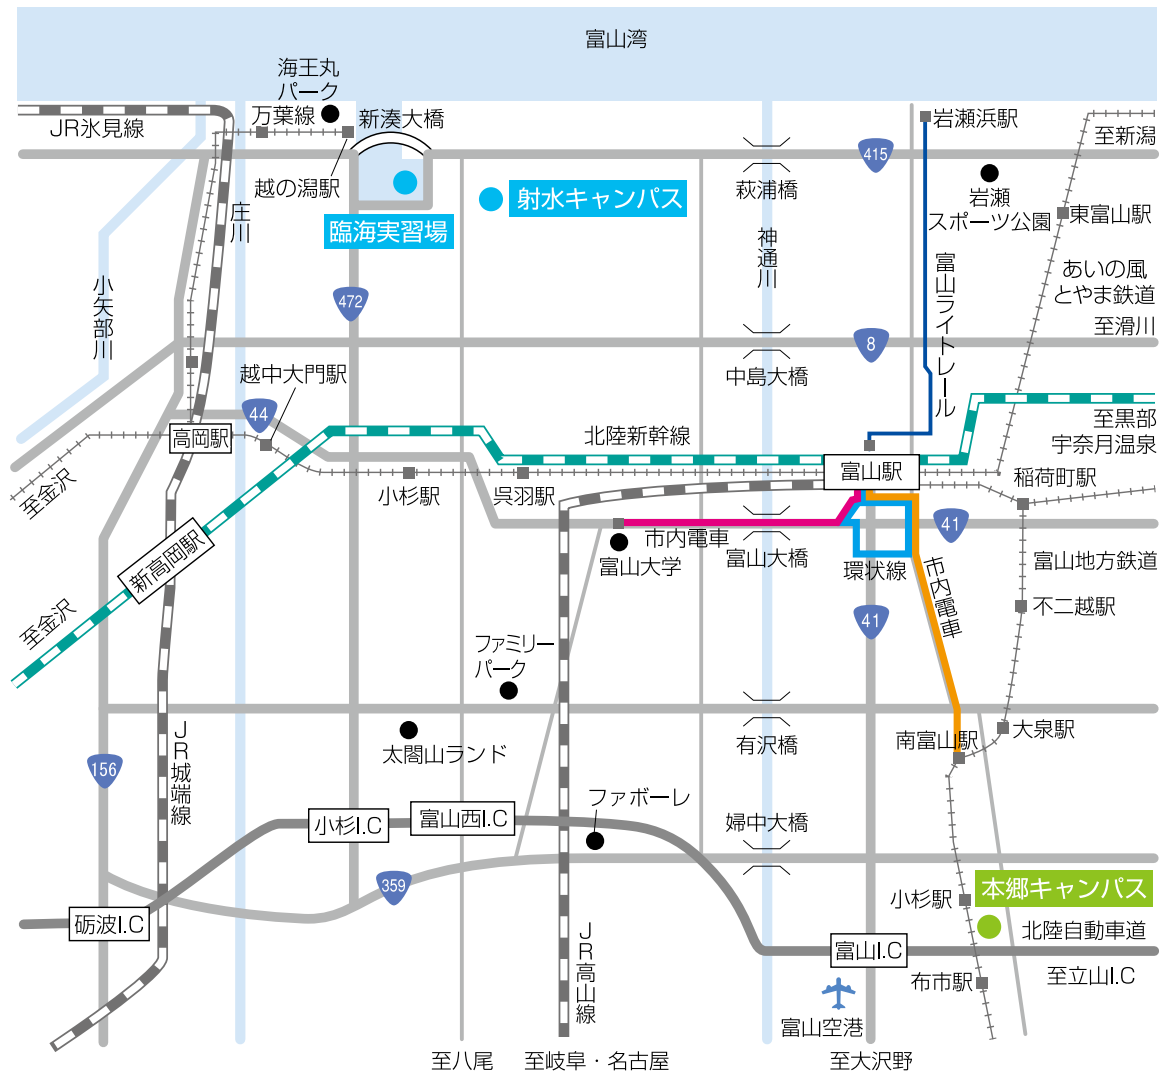 富山湾
海王丸
パーク
万葉線
新湊大橋
JR氷見線
越の潟駅
岩瀬浜駅
至新潟
415
萩浦橋
岩瀬
スポーツ公園
東富山駅
射水キャンパス
臨海実習場
庄川
神通川
富山ライトレール
あいの風
とやま鉄道
至滑川
小矢部川
472
8
越中大門駅
中島大橋
44
高岡駅
北陸新幹線
至黒部
宇奈月温泉
至金沢
小杉駅
呉羽駅
富山駅
稲荷町駅
新高岡駅
市内電車
富山大学
富山大橋
環状線
41
市内電車
富山地方鉄道
至金沢
不二越駅
41
ファミリー
パーク
太閤山ランド
有沢橋
南富山駅
大泉駅
JR城端線
156
ファボーレ
小杉I.C
富山西I.C
婦中大橋
359
小杉駅
本郷キャンパス
砺波I.C
JR高山線
富山I.C
北陸自動車道
布市駅
至立山I.C
富山空港
至八尾
至岐阜・名古屋
至大沢野